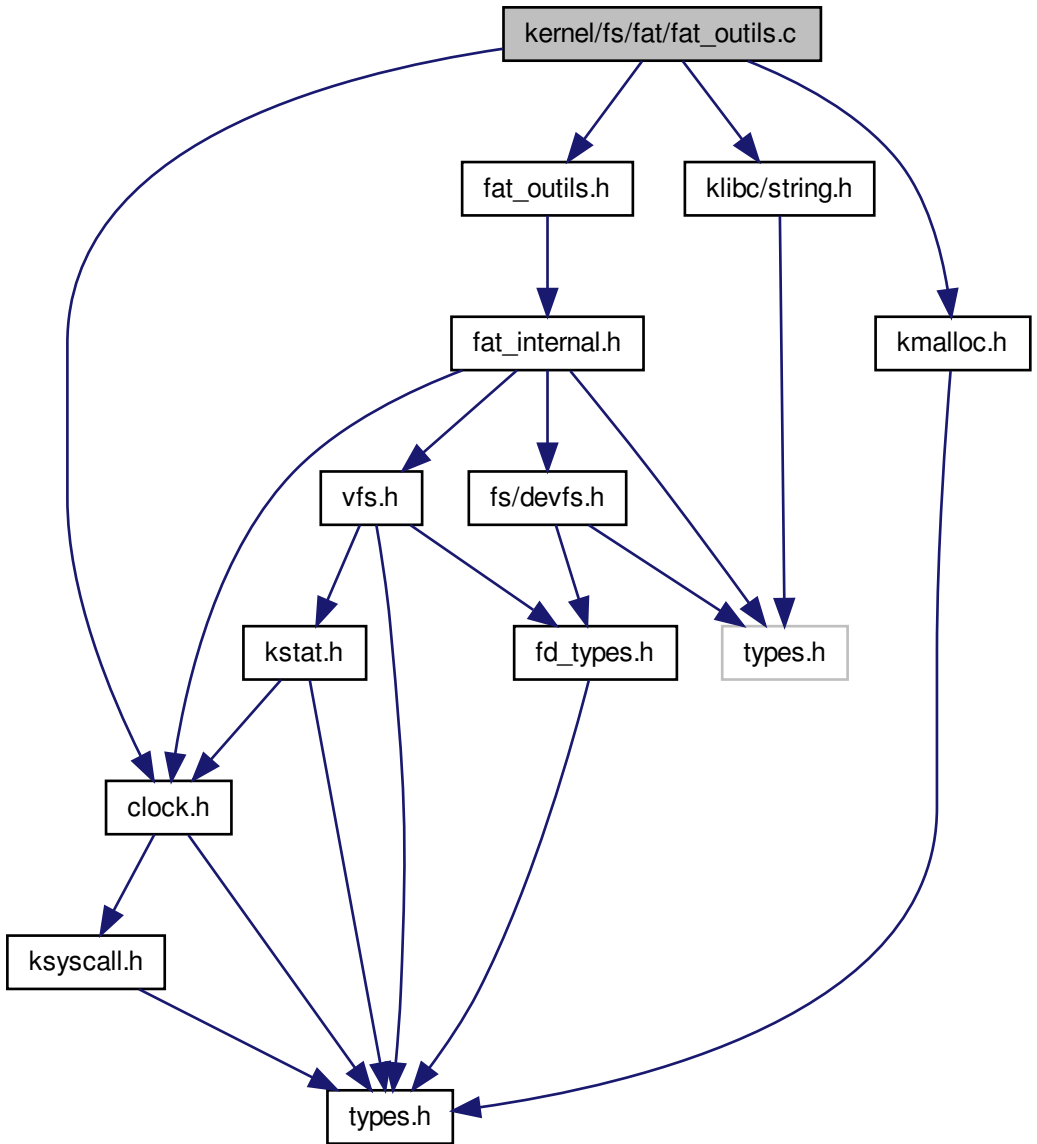 kernel/fs/fat/fat_outils.c
fat_outils.h
klibc/string.h
fat_internal.h
kmalloc.h
vfs.h
fs/devfs.h
kstat.h
fd_types.h
types.h
clock.h
ksyscall.h
types.h